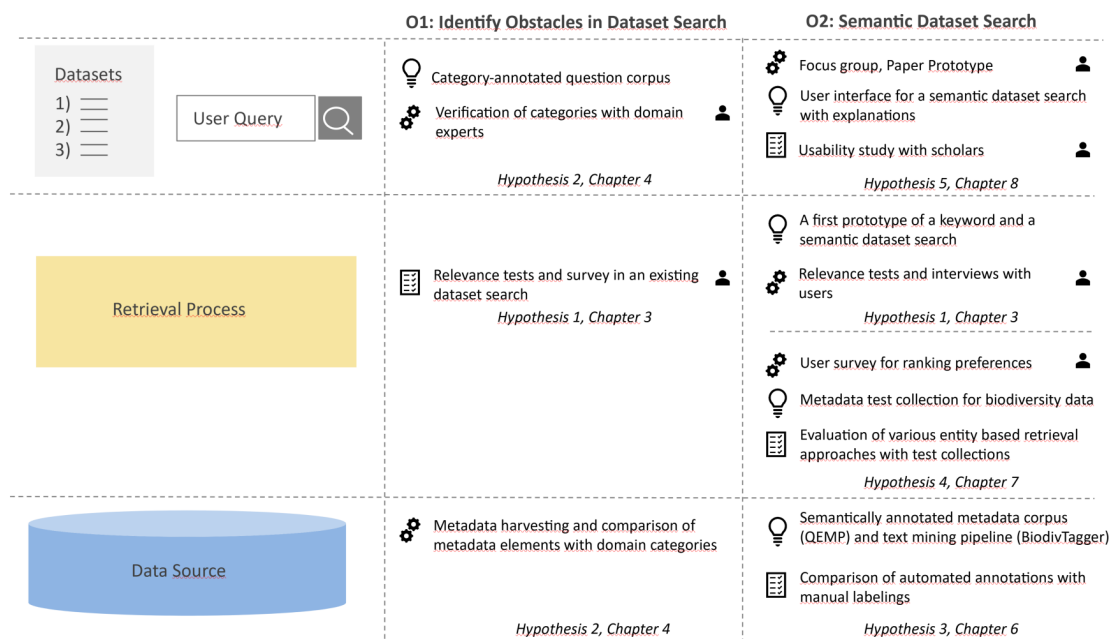 O1: Identify Obstacles in Dataset Search
O2: Semantic Dataset Search
Datasets
1)
2)
3)
User Query
Category-annotated question corpus
Verification of categories with domain
experts
Hypothesis 2, Chapter 4
Focus group, Paper Prototype
User interface for a semantic dataset search
with explanations
Usability study with scholars
Hypothesis 5, Chapter 8
Retrieval Process
Relevance tests and survey in an existing
dataset search
Hypothesis 1, Chapter 3
A first prototype of a keyword and a
semantic dataset search
Relevance tests and interviews with
users
Hypothesis 1, Chapter 3
User survey for ranking preferences
Metadata test collection for biodiversity data
Evaluation of various entity based retrieval
approaches with test collections
Hypothesis 4, Chapter 7
Data Source
Metadata harvesting and comparison of
metadata elements with domain categories
Hypothesis 2, Chapter 4
Semantically annotated metadata corpus
(QEMP) and text mining pipeline (BiodivTagger)
Comparison of automated annotations with
manual labelings
Hypothesis 3, Chapter 6